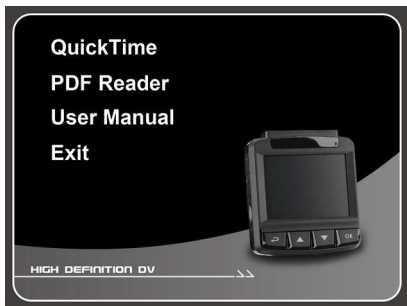 QuickTime
PDF Reader
User Manual
Exit
OK
HIGH DEFINITION DV